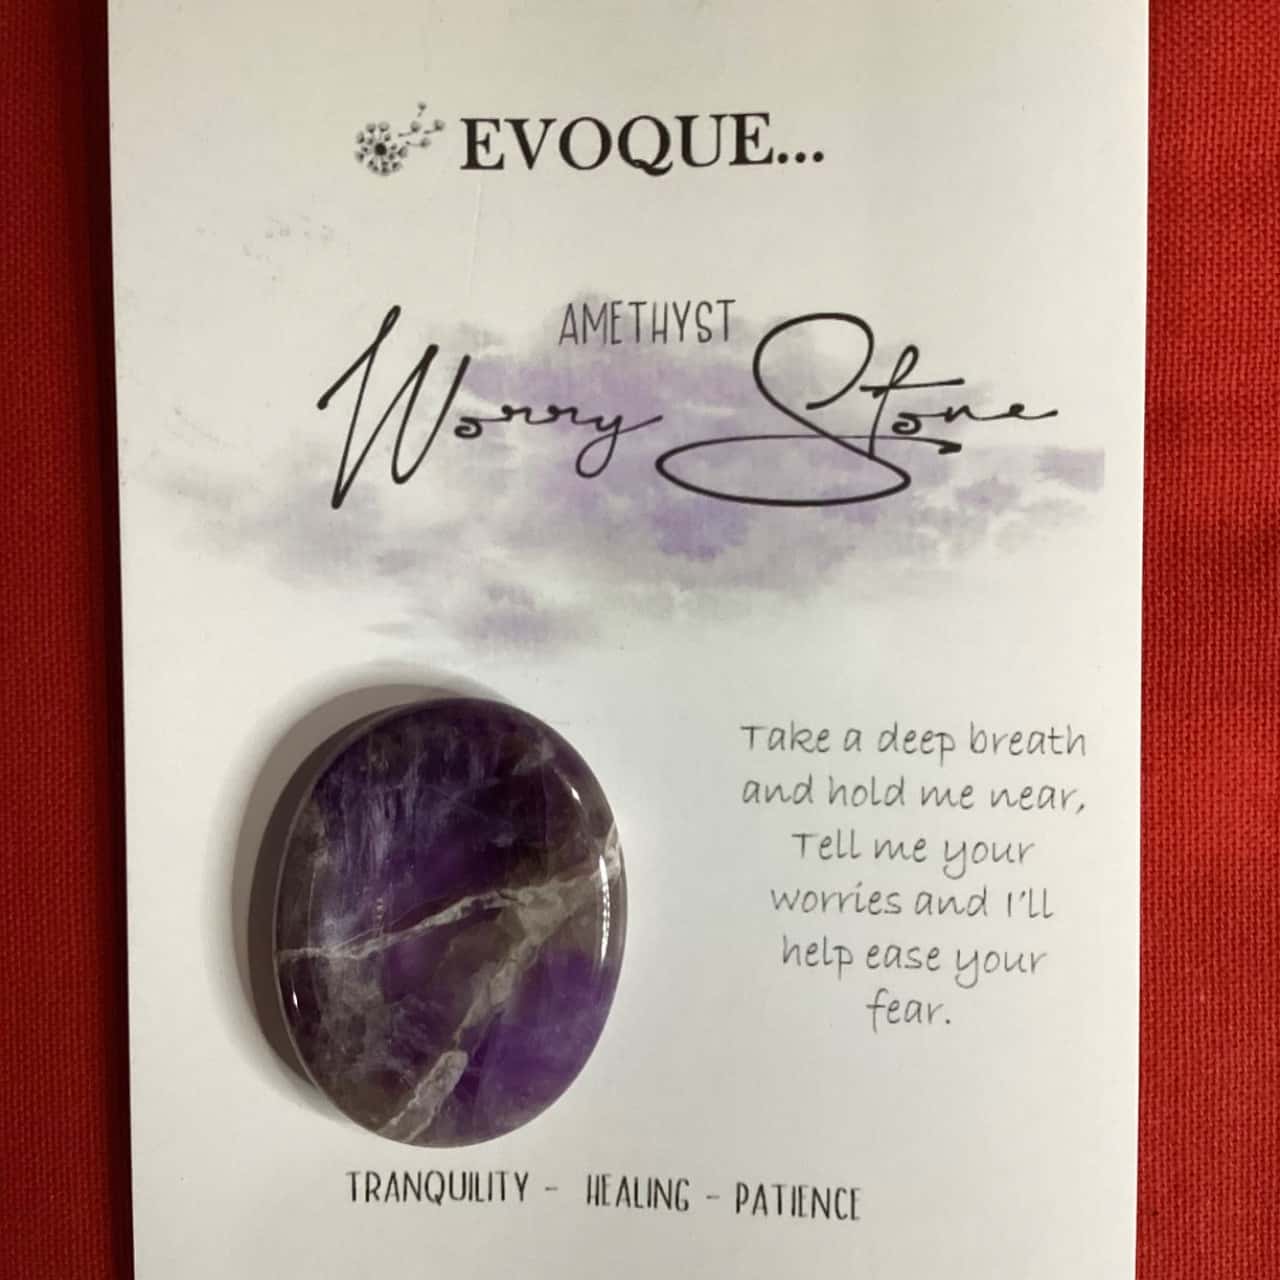 EVOQUE...
AMETHYST
Worry Stone
Take a deep breath
and hold me near,
Tell me your
worries and I'll
help ease your
fear.
TRANQUILITY - HEALING - PATIENCE